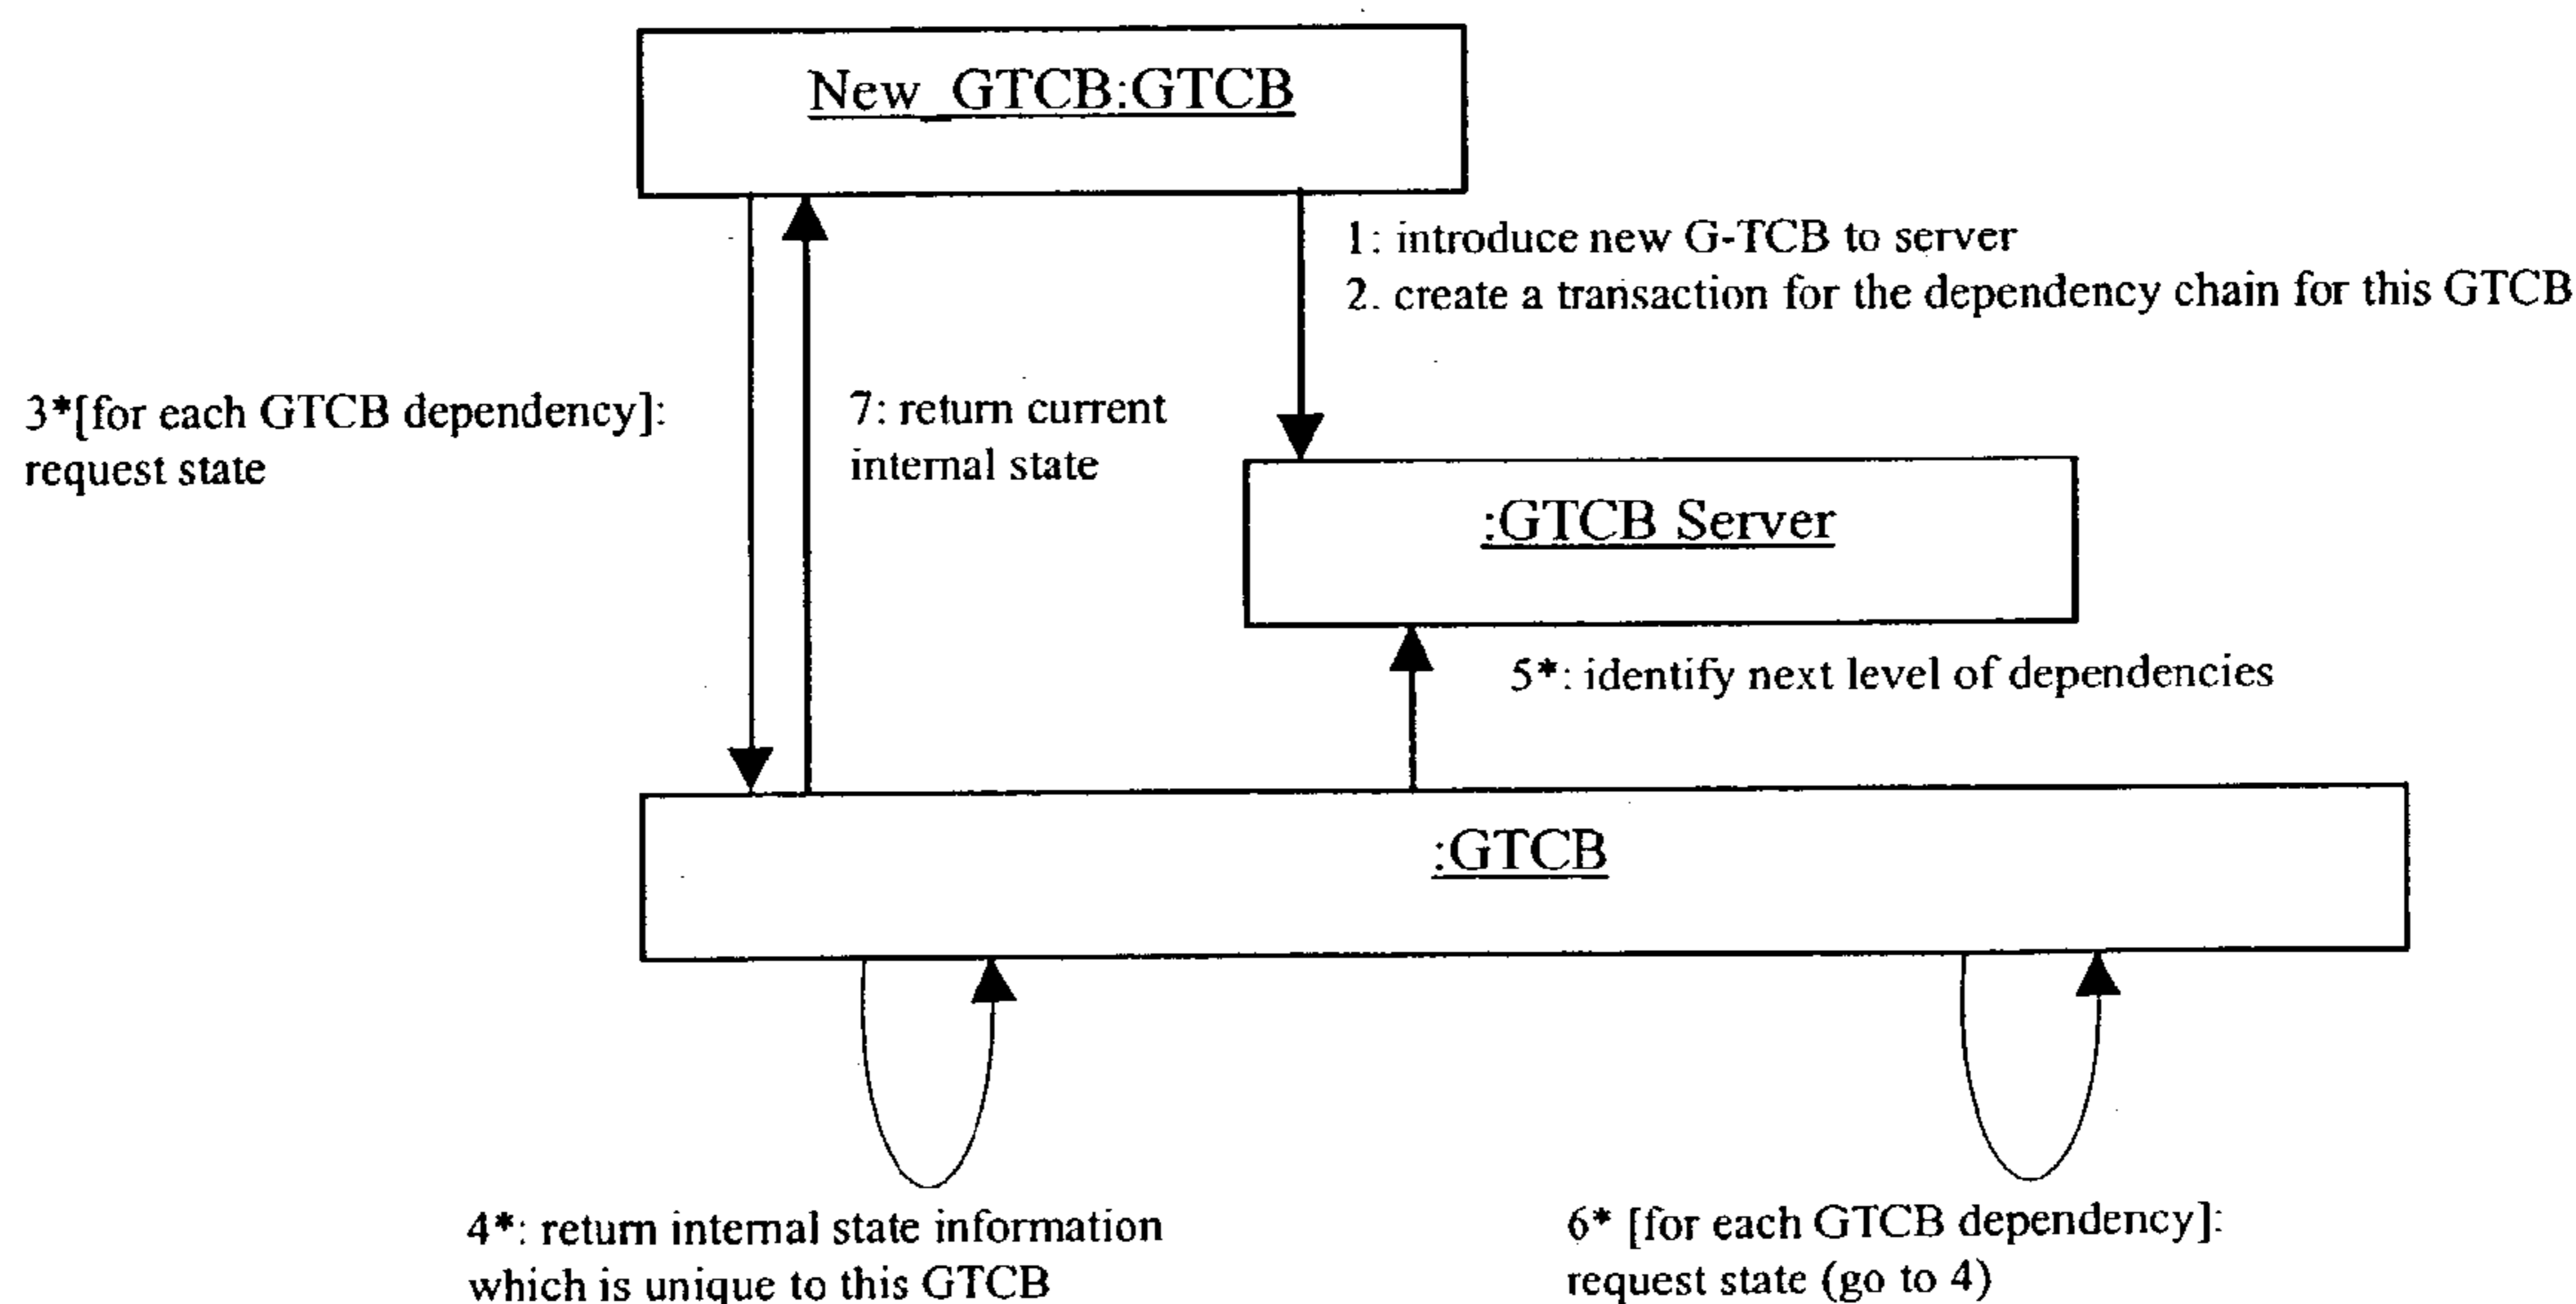 New_GTCB:GTCB
1: introduce new G-TCB to server
2. create a transaction for the dependency chain for this GTCB
3*[for each GTCB dependency]:
request state
7: return current
internal state
:GTCB Server
5*: identify next level of dependencies
:GTCB
4*: return internal state information
which is unique to this GTCB
6* [for each GTCB dependency]:
request state (go to 4)